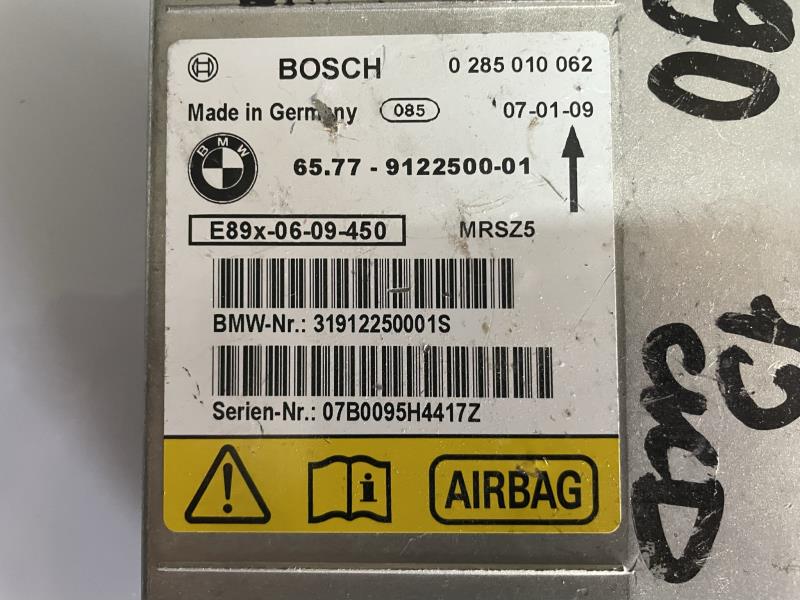 BOSCH 0 285 010 062
Made in Germany 085 07-01-09
BMW
65.77 - 9122500-01
E89x-06-09-450 MRSZ5
BMW-Nr.: 31912250001S
Serien-Nr.: 07B0095H4417Z
! i AIRBAG